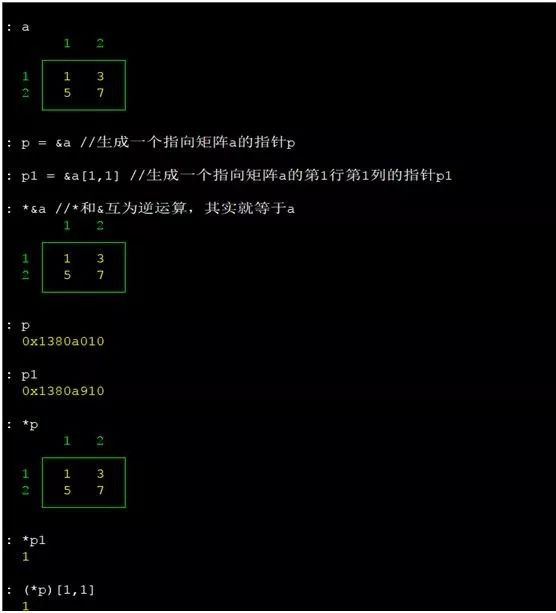 : a
1 2
1 1 3
2 5 7
: p = &a //生成一个指向矩阵a的指针p
: p1 = &a[1,1] //生成一个指向矩阵a的第1行第1列的指针p1
: *&a //*和&互为逆运算，其实就等于a
1 2
1 1 3
2 5 7
: p
0x1380a010
: p1
0x1380a910
: *p
1 2
1 1 3
2 5 7
: *p1
1
: (*p)[1,1]
1